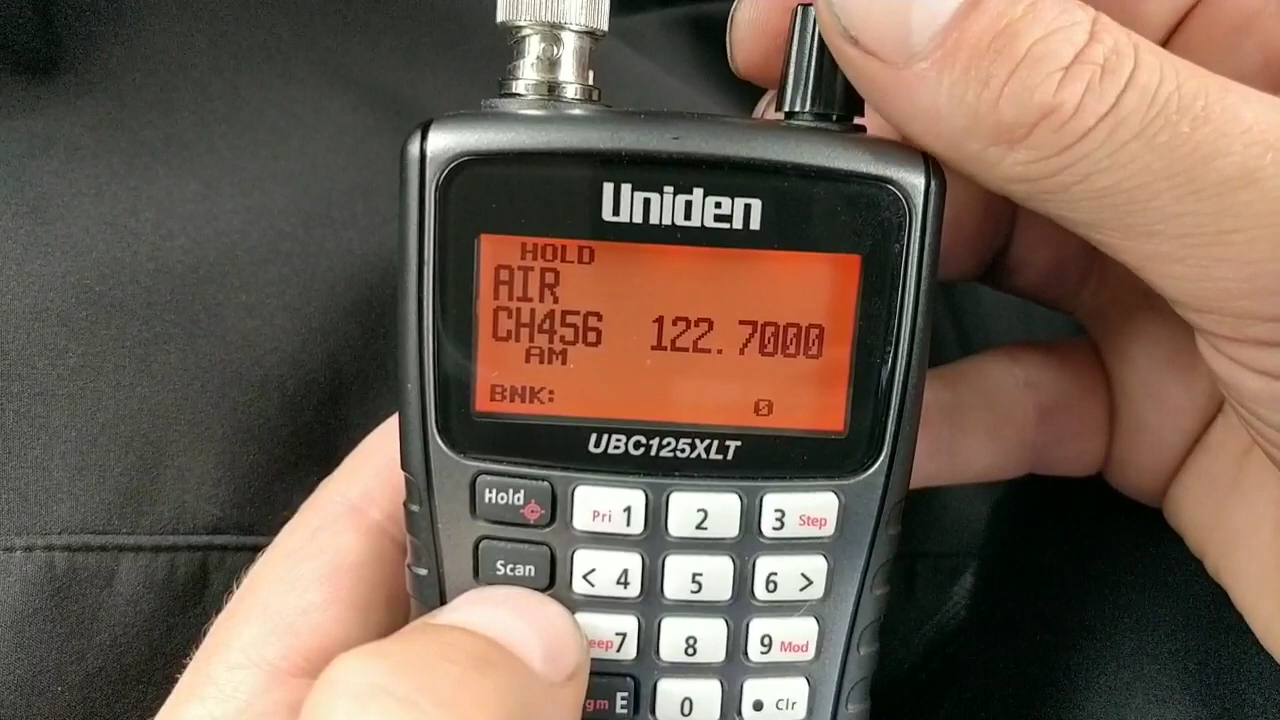 Uniden
HOLD
AIR
CH456 122.7000
AM
BNK: 0
UBC125XLT
Hold Pri 1 2 3 Step
Scan < 4 5 6 >
7 8 9 Mod
E 0 • Clr